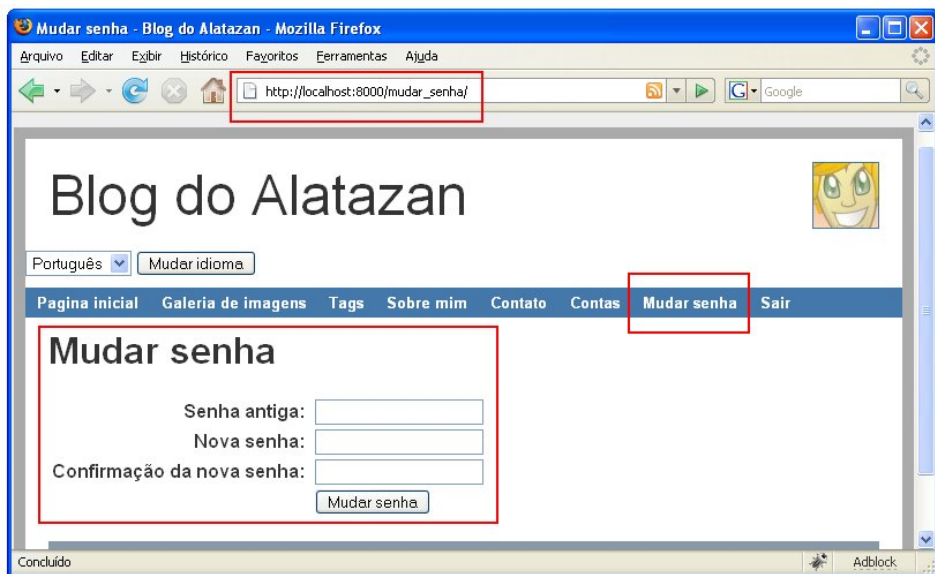 Mudar senha - Blog do Alatazan - Mozilla Firefox
Arquivo Editar Exibir Histórico Favoritos Ferramentas Ajuda
http://localhost:8000/mudar_senha/
G Google
Blog do Alatazan
Português Mudar idioma
Pagina inicial Galeria de imagens Tags Sobre mim Contato Contas Mudar senha Sair
Mudar senha
Senha antiga:
Nova senha:
Confirmação da nova senha:
Mudar senha
Concluído Adblock